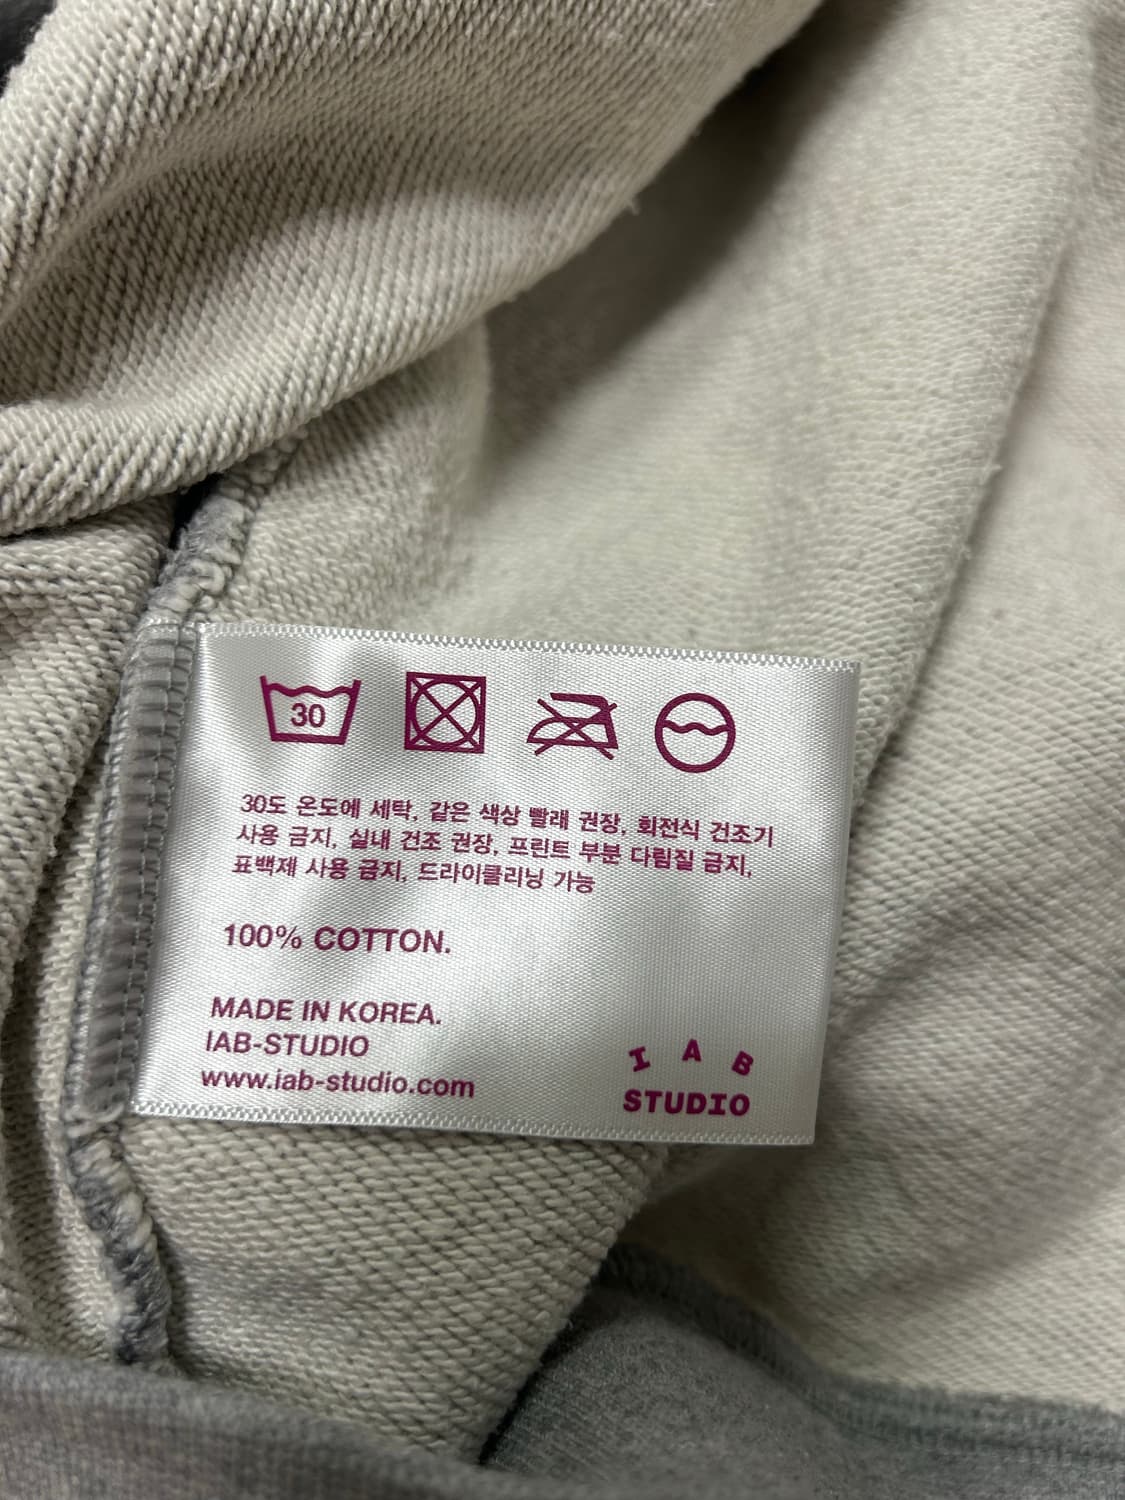 30
30도 온도에 세탁, 같은 색상 빨래 권장, 회전식 건조기
사용 금지, 실내 건조 권장, 프린트 부분 다림질 금지,
표백제 사용 금지, 드라이클리닝 가능
100% COTTON.
MADE IN KOREA.
IAB-STUDIO
www.iab-studio.com
I A B
STUDIO